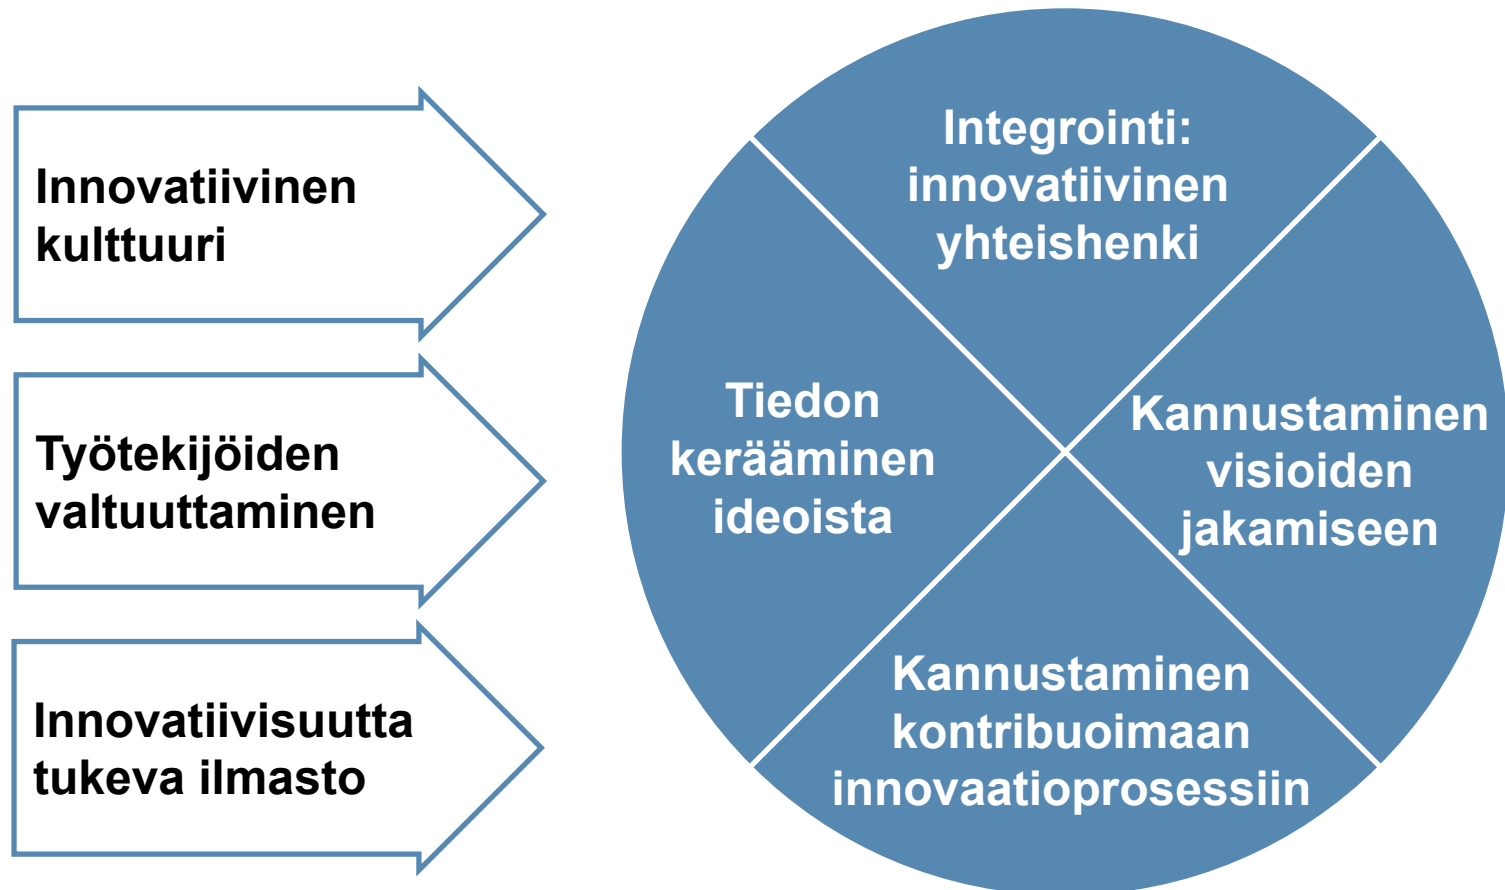 Innovatiivinen
kulttuuri
Työtekijöiden
valtuuttaminen
Innovatiivisuutta
tukeva ilmasto
Integrointi:
innovatiivinen
yhteishenki
Tiedon
kerääminen
ideoista
Kannustaminen
visioiden
jakamiseen
Kannustaminen
kontribuoimaan
innovaatioprosessiin